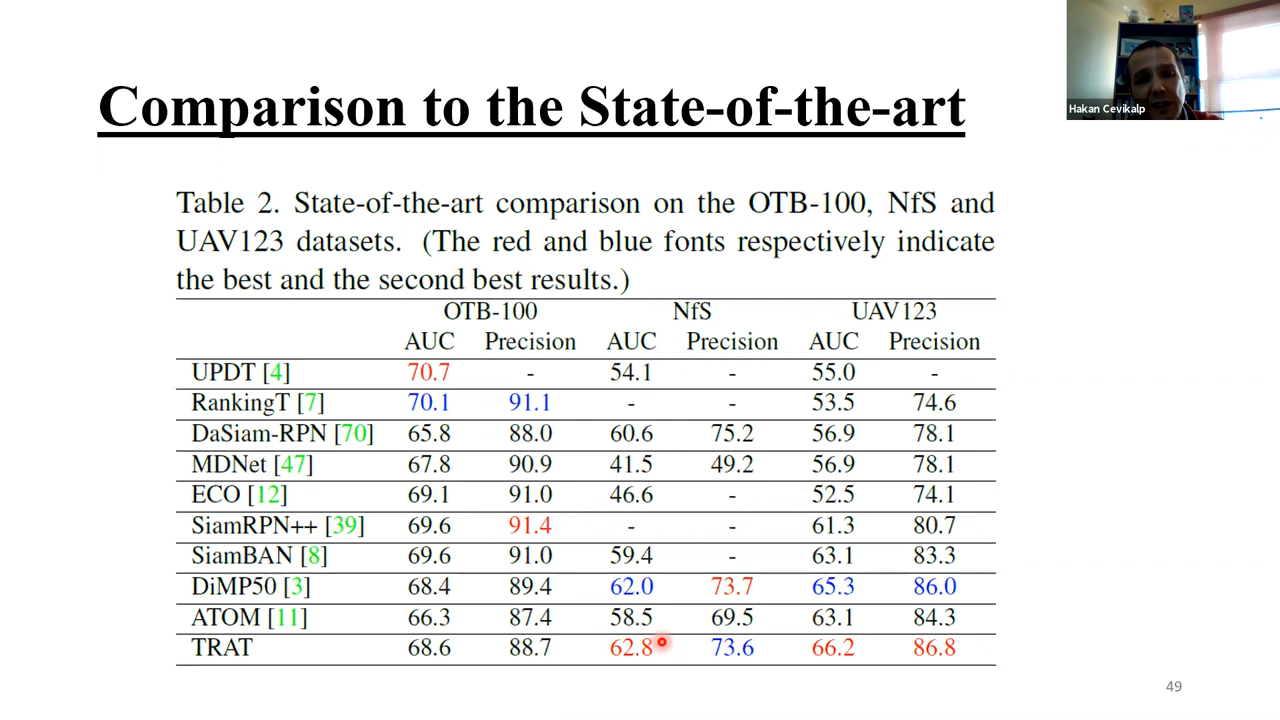 Hakan Cevikalp
Comparison to the State-of-the-art
Table 2. State-of-the-art comparison on the OTB-100, NfS and
UAV123 datasets. (The red and blue fonts respectively indicate
the best and the second best results.)
OTB-100 NfS UAV123
AUC Precision AUC Precision AUC Precision
UPDT [4] 70.7 - 54.1 - 55.0 -
RankingT [7] 70.1 91.1 - - 53.5 74.6
DaSiam-RPN [70] 65.8 88.0 60.6 75.2 56.9 78.1
MDNet [47] 67.8 90.9 41.5 49.2 56.9 78.1
ECO [12] 69.1 91.0 46.6 - 52.5 74.1
SiamRPN++ [39] 69.6 91.4 - - 61.3 80.7
SiamBAN [8] 69.6 91.0 59.4 - 63.1 83.3
DiMP50 [3] 68.4 89.4 62.0 73.7 65.3 86.0
ATOM [11] 66.3 87.4 58.5 69.5 63.1 84.3
TRAT 68.6 88.7 62.8 73.6 66.2 86.8
49